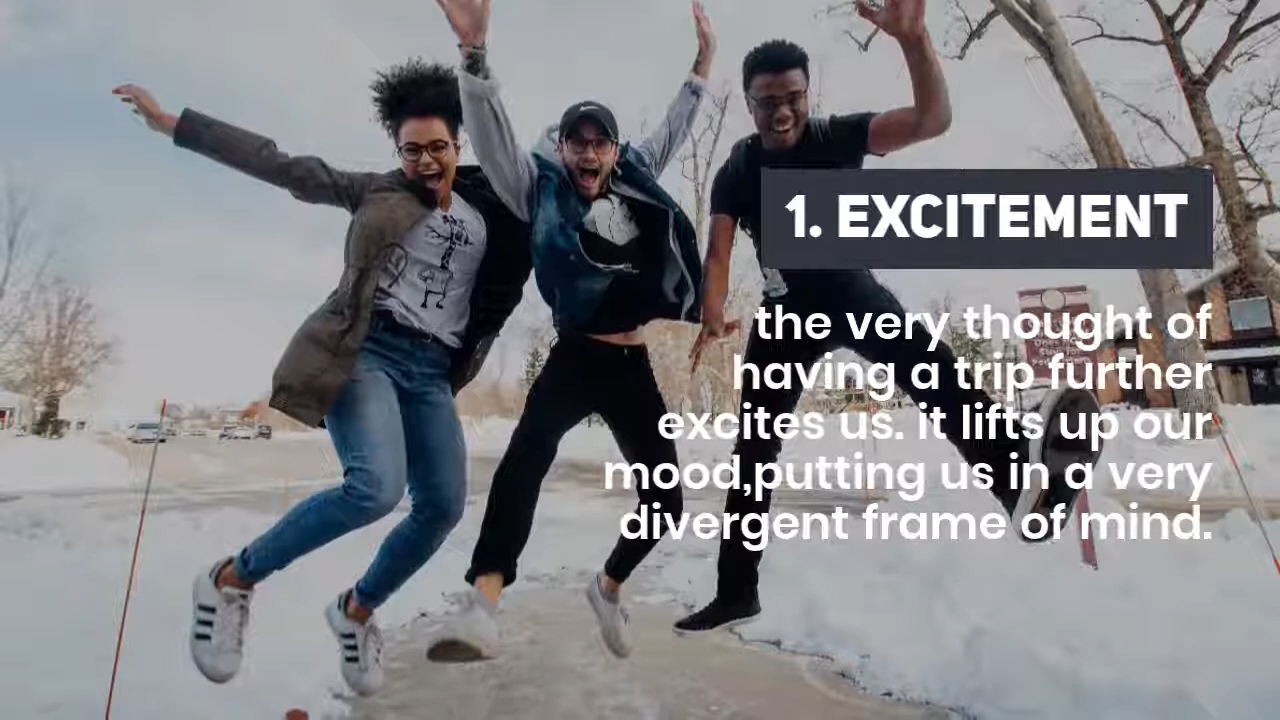 1. EXCITEMENT
the very thought of
having a trip further
excites us. it lifts up our
mood,putting us in a very
divergent frame of mind.